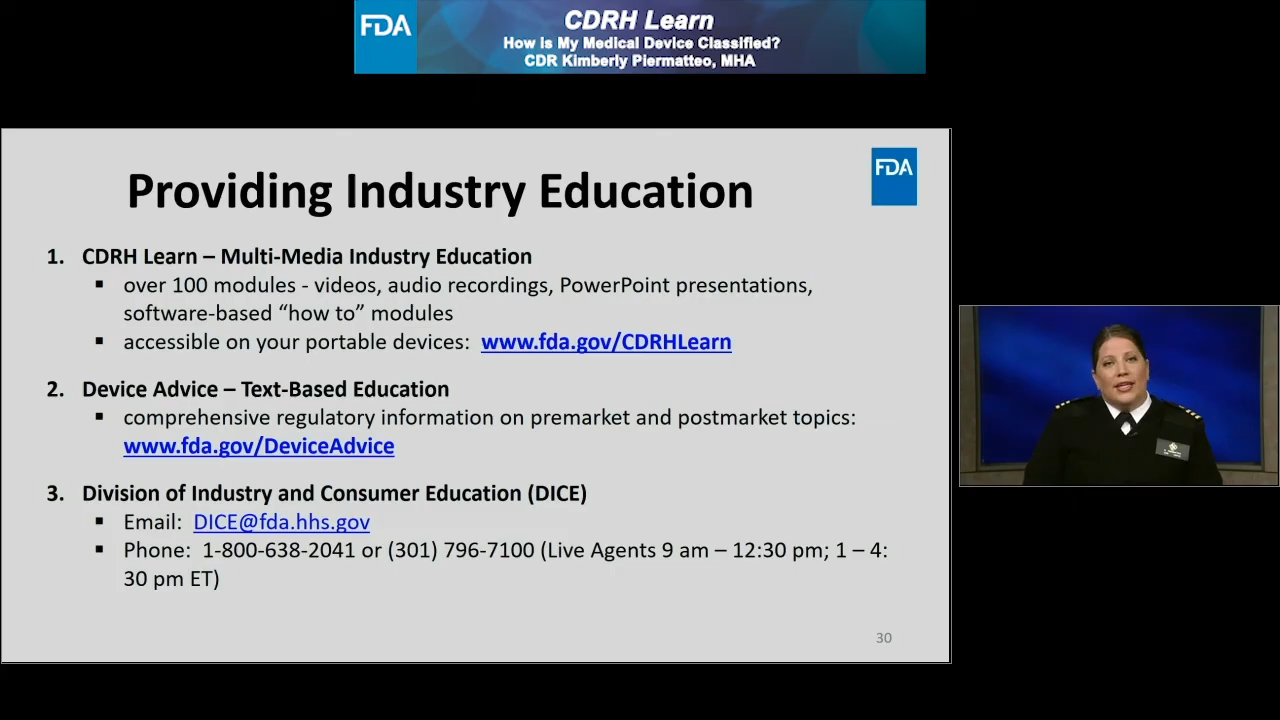 FDA
CDRH Learn
How is My Medical Device Classified?
CDR Kimberly Piermatteo, MHA
FDA
Providing Industry Education
1. CDRH Learn – Multi-Media Industry Education
▪ over 100 modules - videos, audio recordings, PowerPoint presentations,
software-based “how to” modules
▪ accessible on your portable devices: www.fda.gov/CDRHLearn
2. Device Advice – Text-Based Education
▪ comprehensive regulatory information on premarket and postmarket topics:
www.fda.gov/DeviceAdvice
3. Division of Industry and Consumer Education (DICE)
▪ Email: DICE@fda.hhs.gov
▪ Phone: 1-800-638-2041 or (301) 796-7100 (Live Agents 9 am – 12:30 pm; 1 – 4:
30 pm ET)
30